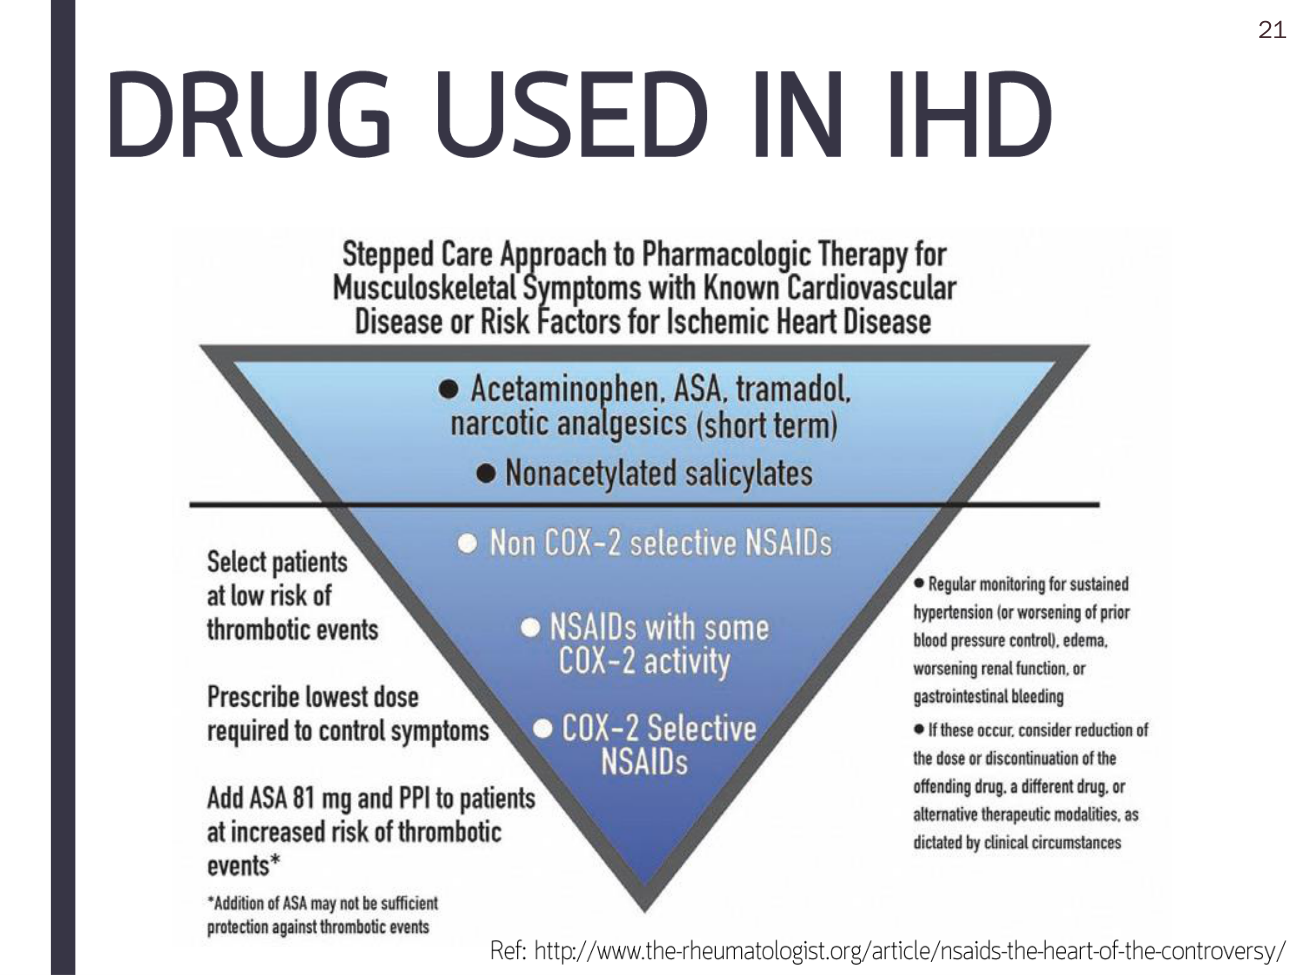 21
DRUG USED IN IHD
Stepped Care Approach to Pharmacologic Therapy for
Musculoskeletal Symptoms with Known Cardiovascular
Disease or Risk Factors for Ischemic Heart Disease
● Acetaminophen, ASA, tramadol,
narcotic analgesics (short term)
● Nonacetylated salicylates
● Non COX-2 selective NSAIDs
● NSAIDs with some
COX-2 activity
● COX-2 Selective
NSAIDs
Select patients
at low risk of
thrombotic events
Prescribe lowest dose
required to control symptoms
Add ASA 81 mg and PPI to patients
at increased risk of thrombotic
events*
*Addition of ASA may not be sufficient
protection against thrombotic events
● Regular monitoring for sustained
hypertension (or worsening of prior
blood pressure control), edema,
worsening renal function, or
gastrointestinal bleeding
● If these occur, consider reduction of
the dose or discontinuation of the
offending drug, a different drug, or
alternative therapeutic modalities, as
dictated by clinical circumstances
Ref: http://www.the-rheumatologist.org/article/nsaids-the-heart-of-the-controversy/